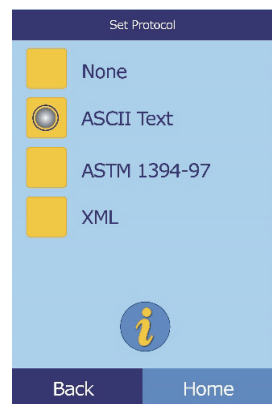 Set Protocol
None
ASCII Text
ASTM 1394-97
XML
i
Back Home